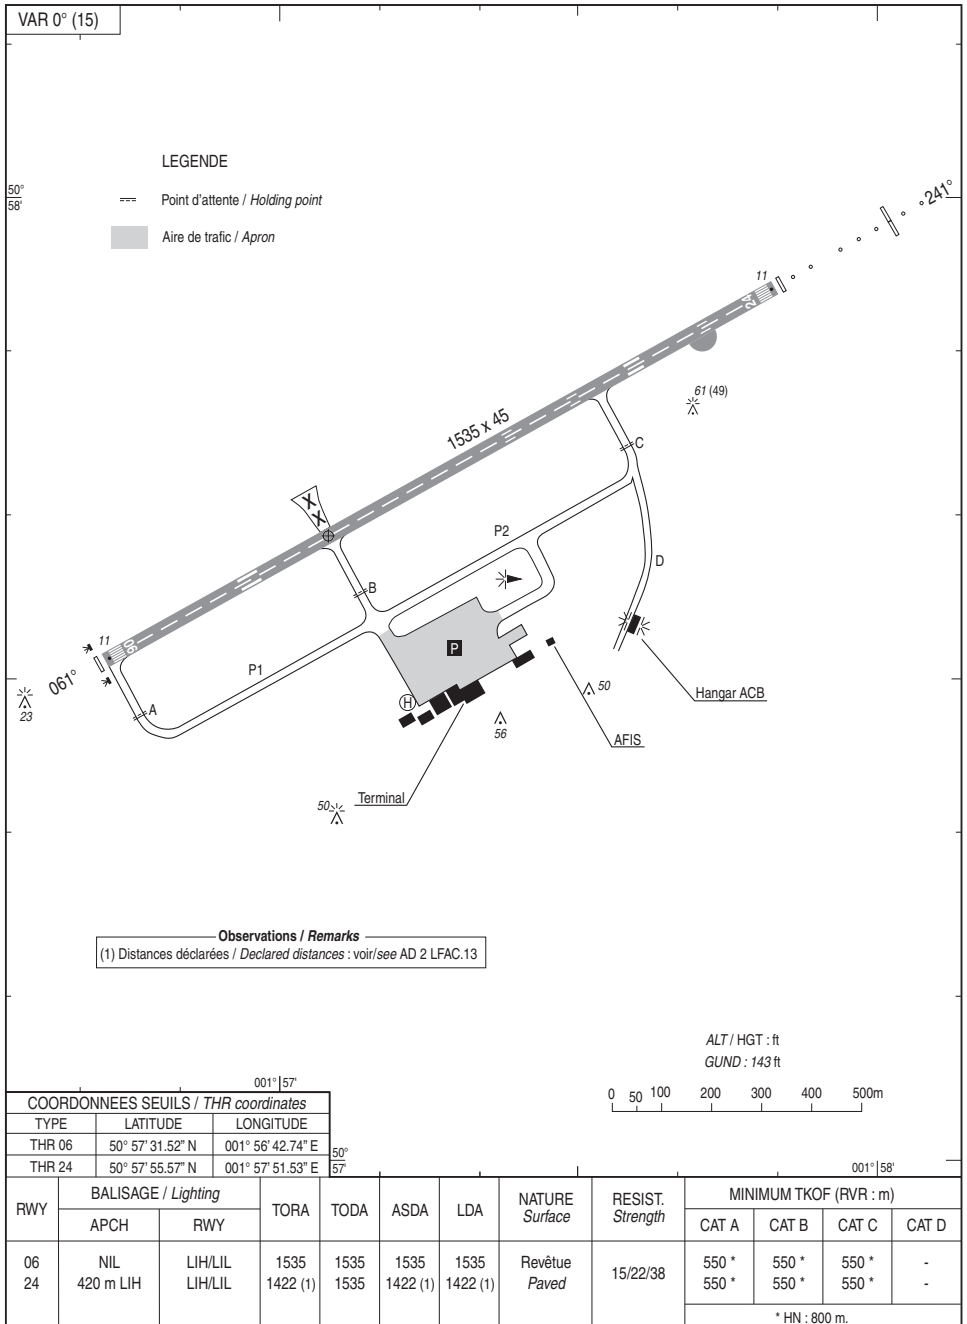 VAR 0° (15)
LEGENDE
Point d'attente / Holding point
Aire de trafic / Apron
50°
58'
241°
11
24
61 (49)
1535 x 45
C
X
X
P2
B
D
11
06
061°
P
P1
H
A
23
50
Hangar ACB
56
AFIS
50
Terminal
Observations / Remarks
(1) Distances déclarées / Declared distances : voir/see AD 2 LFAC.13
ALT / HGT : ft
GUND : 143 ft
0 50 100 200 300 400 500m
001° 57'
COORDONNEES SEUILS / THR coordinates
TYPE LATITUDE LONGITUDE
THR 06 50° 57' 31.52" N 001° 56' 42.74" E
THR 24 50° 57' 55.57" N 001° 57' 51.53" E
50°
57'
001° 58'
RWY BALISAGE / Lighting TORA TODA ASDA LDA NATURE Surface RESIST. Strength MINIMUM TKOF (RVR : m)
APCH RWY CAT A CAT B CAT C CAT D
06 NIL LIH/LIL 1535 1535 1535 1535 Revêtue 15/22/38 550 * 550 * 550 * -
24 420 m LIH LIH/LIL 1422 (1) 1535 1422 (1) 1422 (1) Paved 550 * 550 * 550 * -
* HN : 800 m.